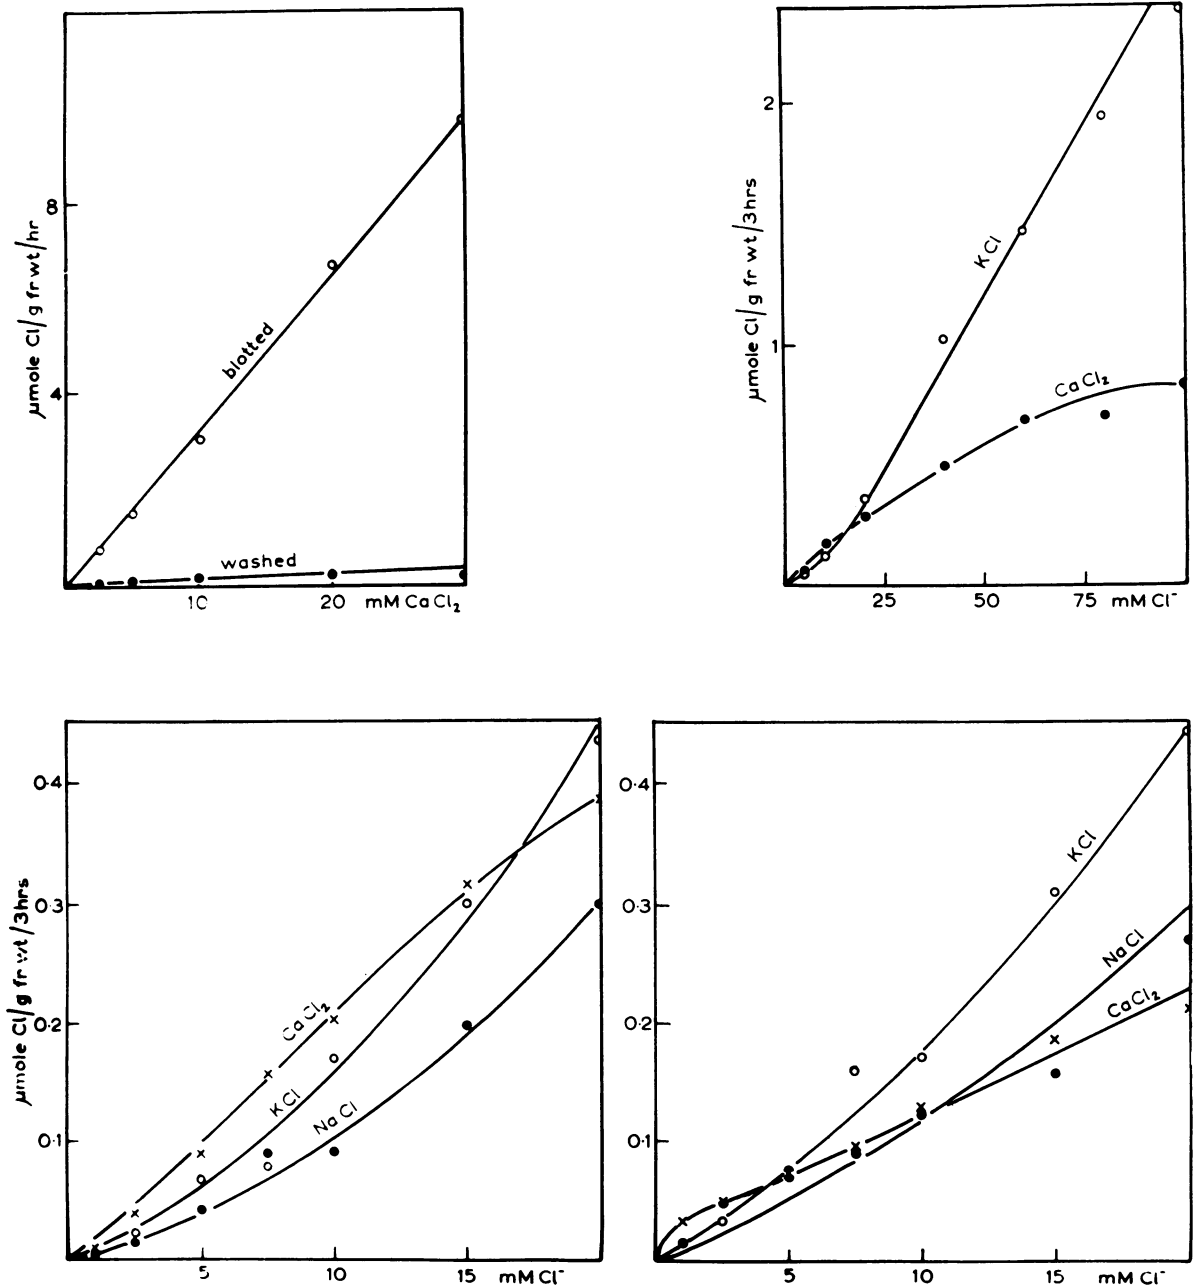 μmole Cl/g fr wt/hr
8
4
blotted
washed
10
20
mM CaCl₂
μmole Cl/g fr wt/3hrs
2
1
KCl
CaCl₂
25
50
75
mM Cl⁻
μmole Cl/g fr wt/3hrs
0·4
0·3
0·2
0·1
CaCl₂
KCl
NaCl
5
10
15
mM Cl⁻
0·4
0·3
0·2
0·1
KCl
NaCl
CaCl₂
5
10
15
mM Cl⁻